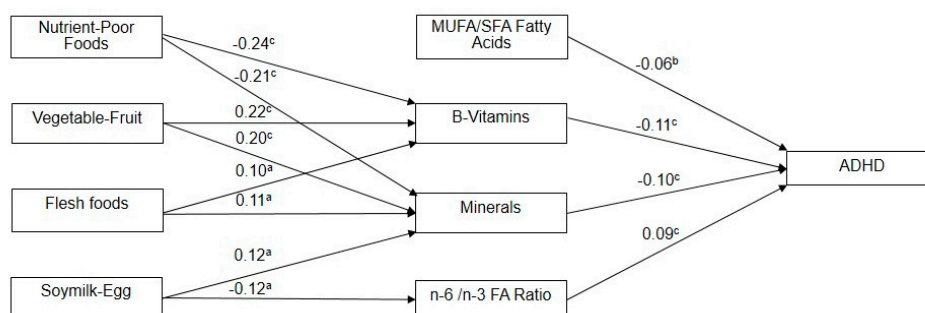 Nutrient-Poor
Foods
MUFA/SFA Fatty
Acids
-0.24ᶜ
-0.21ᶜ
-0.06ᵇ
Vegetable-Fruit
0.22ᶜ
B-Vitamins
-0.11ᶜ
0.20ᶜ
ADHD
0.10ᵃ
-0.10ᶜ
Flesh foods
0.11ᵃ
Minerals
0.09ᶜ
0.12ᵃ
Soymilk-Egg
-0.12ᵃ
n-6 /n-3 FA Ratio